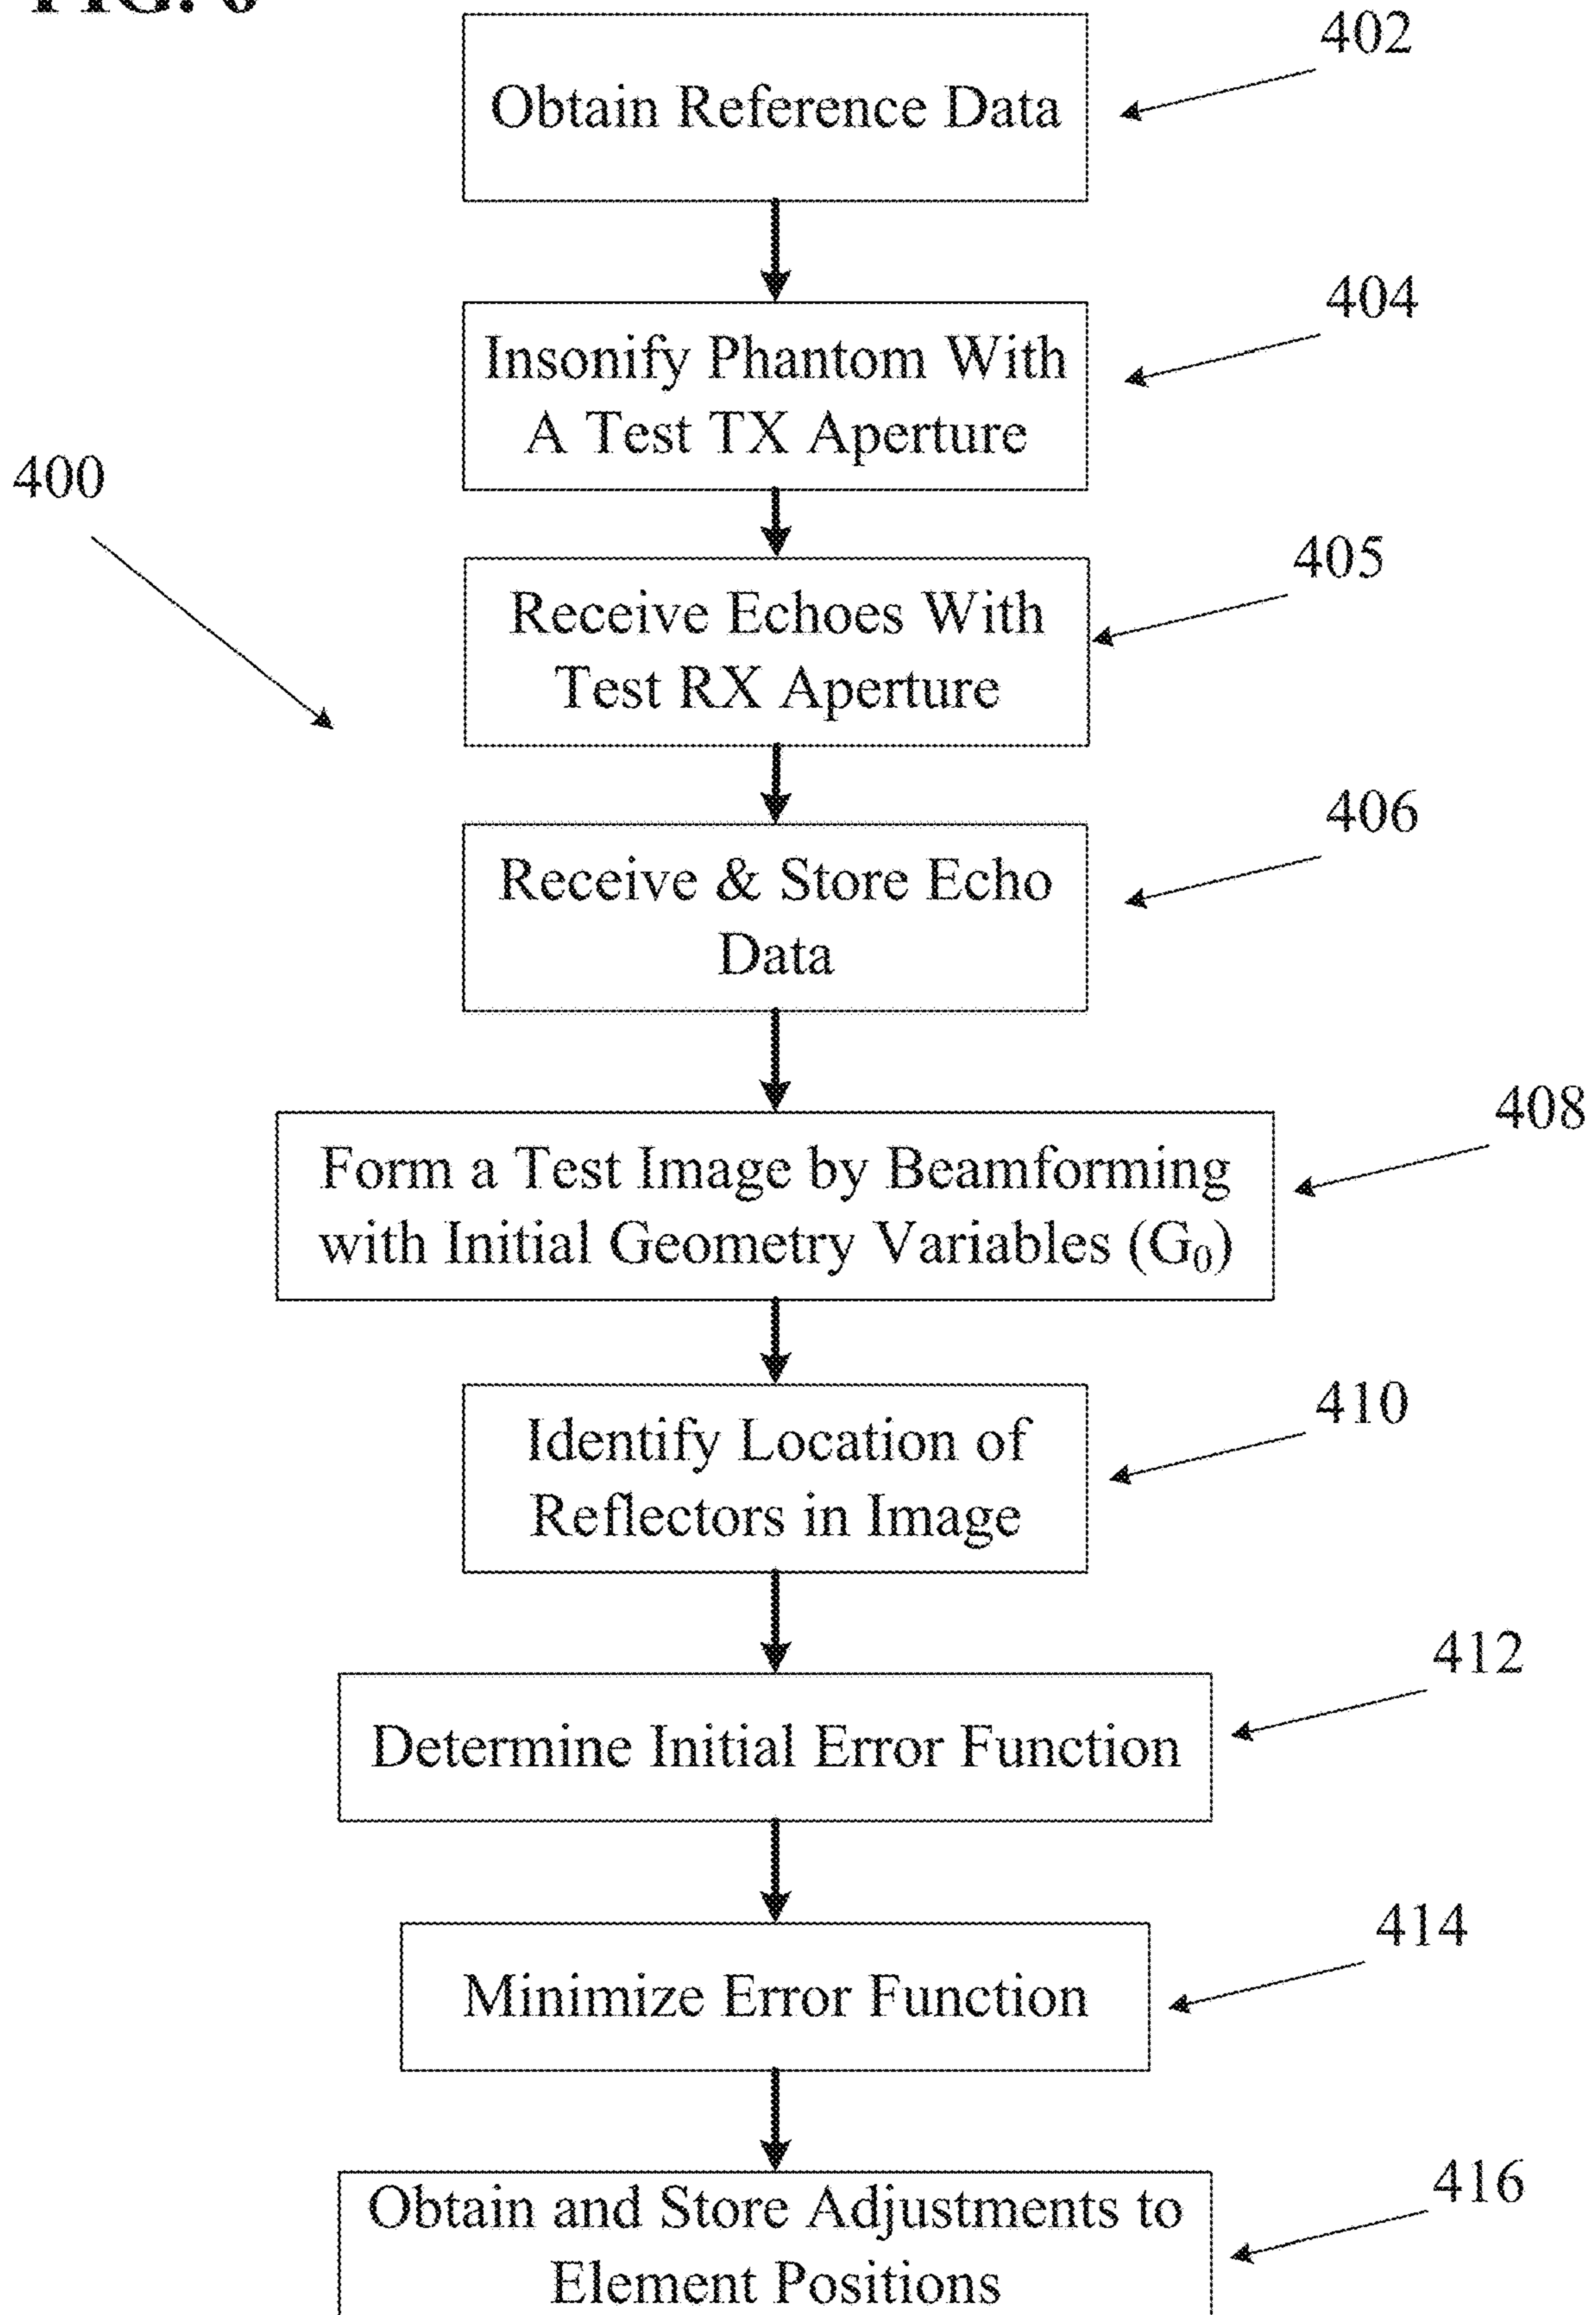 402
Obtain Reference Data
404
Insonify Phantom With
A Test TX Aperture
400
405
Receive Echoes With
Test RX Aperture
406
Receive & Store Echo
Data
408
Form a Test Image by Beamforming
with Initial Geometry Variables (G₀)
410
Identify Location of
Reflectors in Image
412
Determine Initial Error Function
414
Minimize Error Function
416
Obtain and Store Adjustments to
Element Positions